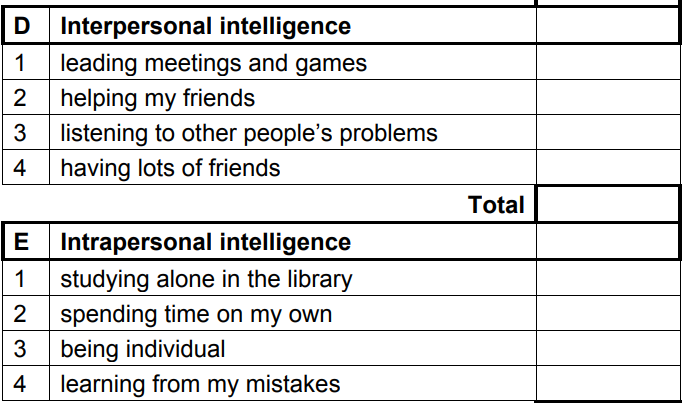 D Interpersonal intelligence
1 leading meetings and games
2 helping my friends
3 listening to other people’s problems
4 having lots of friends
Total
E Intrapersonal intelligence
1 studying alone in the library
2 spending time on my own
3 being individual
4 learning from my mistakes